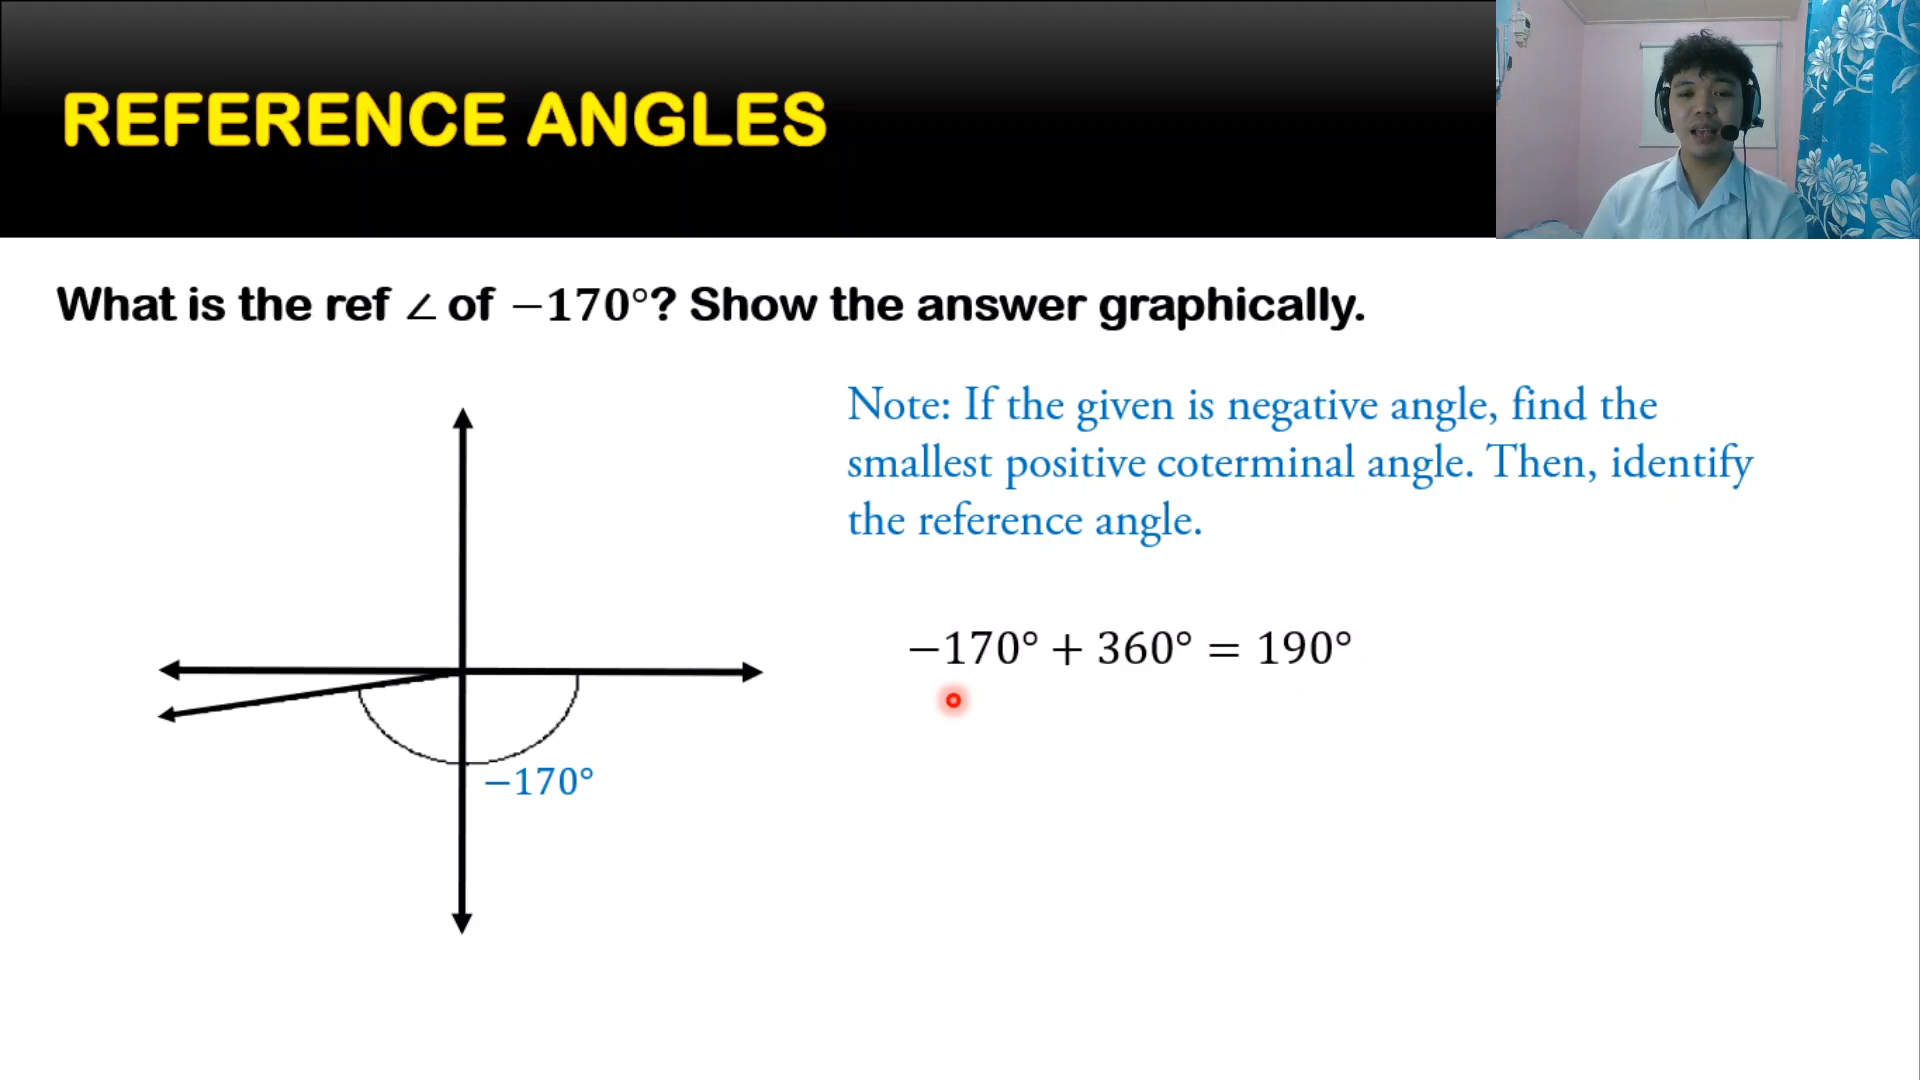 REFERENCE ANGLES
What is the ref ∠ of −170°? Show the answer graphically.
Note: If the given is negative angle, find the
smallest positive coterminal angle. Then, identify
the reference angle.
−170° + 360° = 190°
−170°